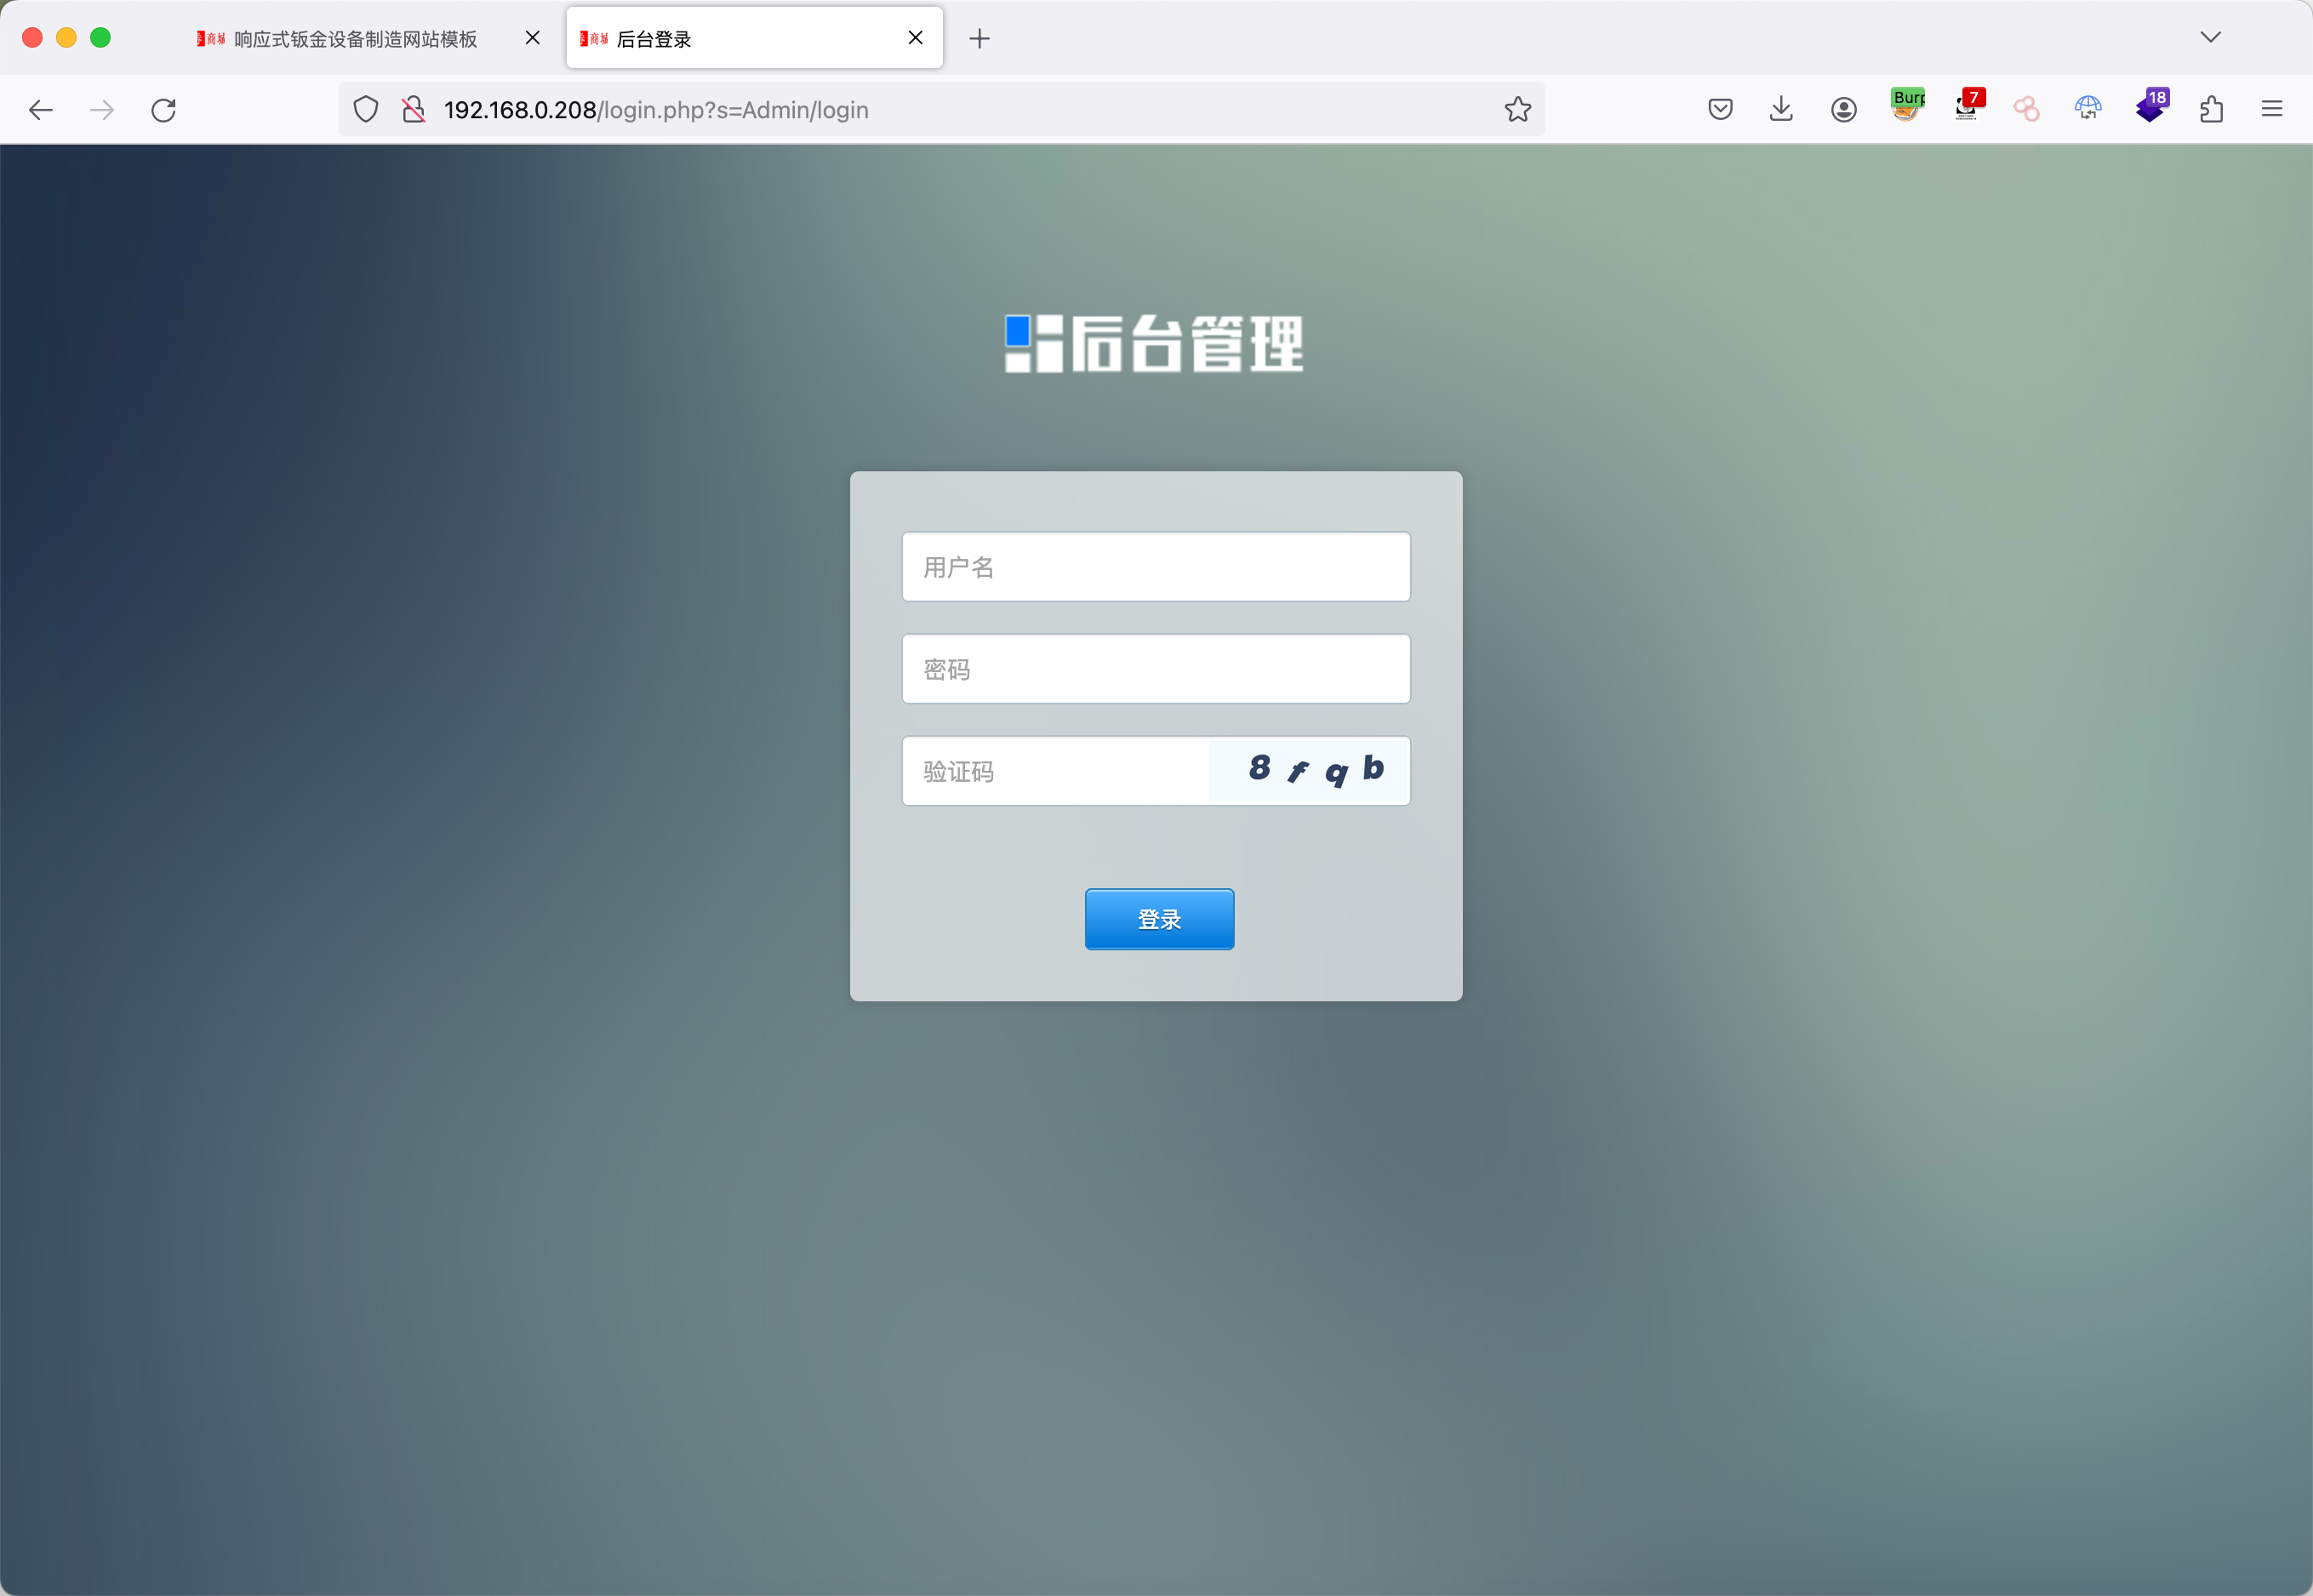 响应式钣金设备制造网站模板
后台登录
192.168.0.208/login.php?s=Admin/login
Burp
7
18
后台管理
用户名
密码
验证码
8 f q b
登录